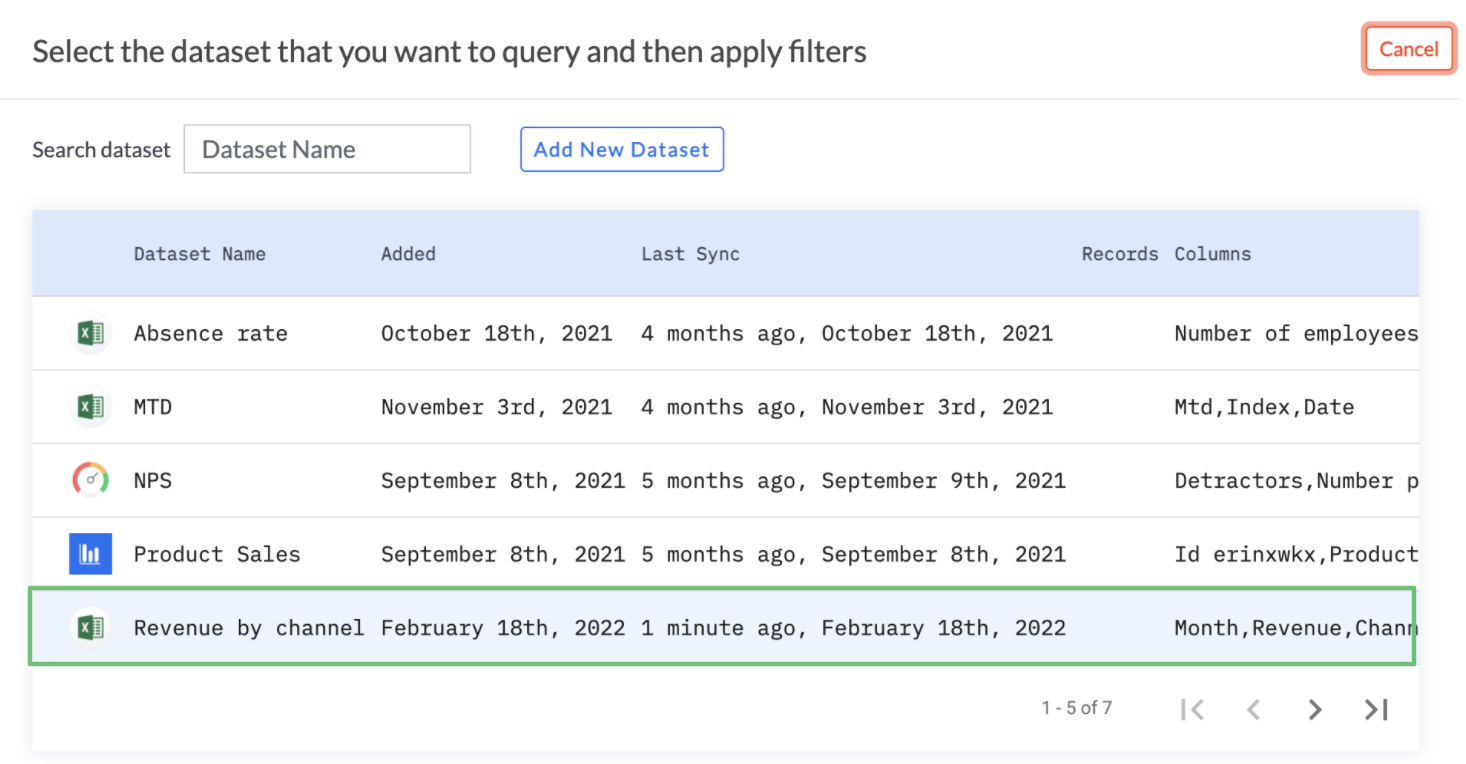 Select the dataset that you want to query and then apply filters
Cancel
Search dataset Dataset Name Add New Dataset
Dataset Name Added Last Sync Records Columns
Absence rate October 18th, 2021 4 months ago, October 18th, 2021 Number of employees
MTD November 3rd, 2021 4 months ago, November 3rd, 2021 Mtd,Index,Date
NPS September 8th, 2021 5 months ago, September 9th, 2021 Detractors,Number p
Product Sales September 8th, 2021 5 months ago, September 8th, 2021 Id erinxwkx,Product
Revenue by channel February 18th, 2022 1 minute ago, February 18th, 2022 Month,Revenue,Chann
1 - 5 of 7